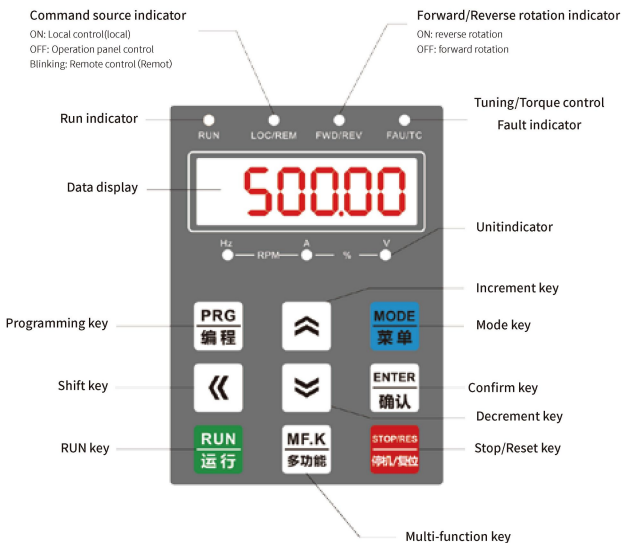 Command source indicator
ON: Local control(local)
OFF: Operation panel control
Blinking: Remote control (Remot)
Forward/Reverse rotation indicator
ON: reverse rotation
OFF: forward rotation
Tuning/Torque control
Fault indicator
Run indicator
RUN
LOC/REM
FWD/REV
FAU/TC
Data display
500.00
Unitindicator
Hz
RPM
A
%
V
Increment key
Programming key
PRG
编程
MODE
菜单
Mode key
Shift key
ENTER
确认
Confirm key
Decrement key
RUN key
RUN
运行
MF.K
多功能
STOP/RES
停机/复位
Stop/Reset key
Multi-function key